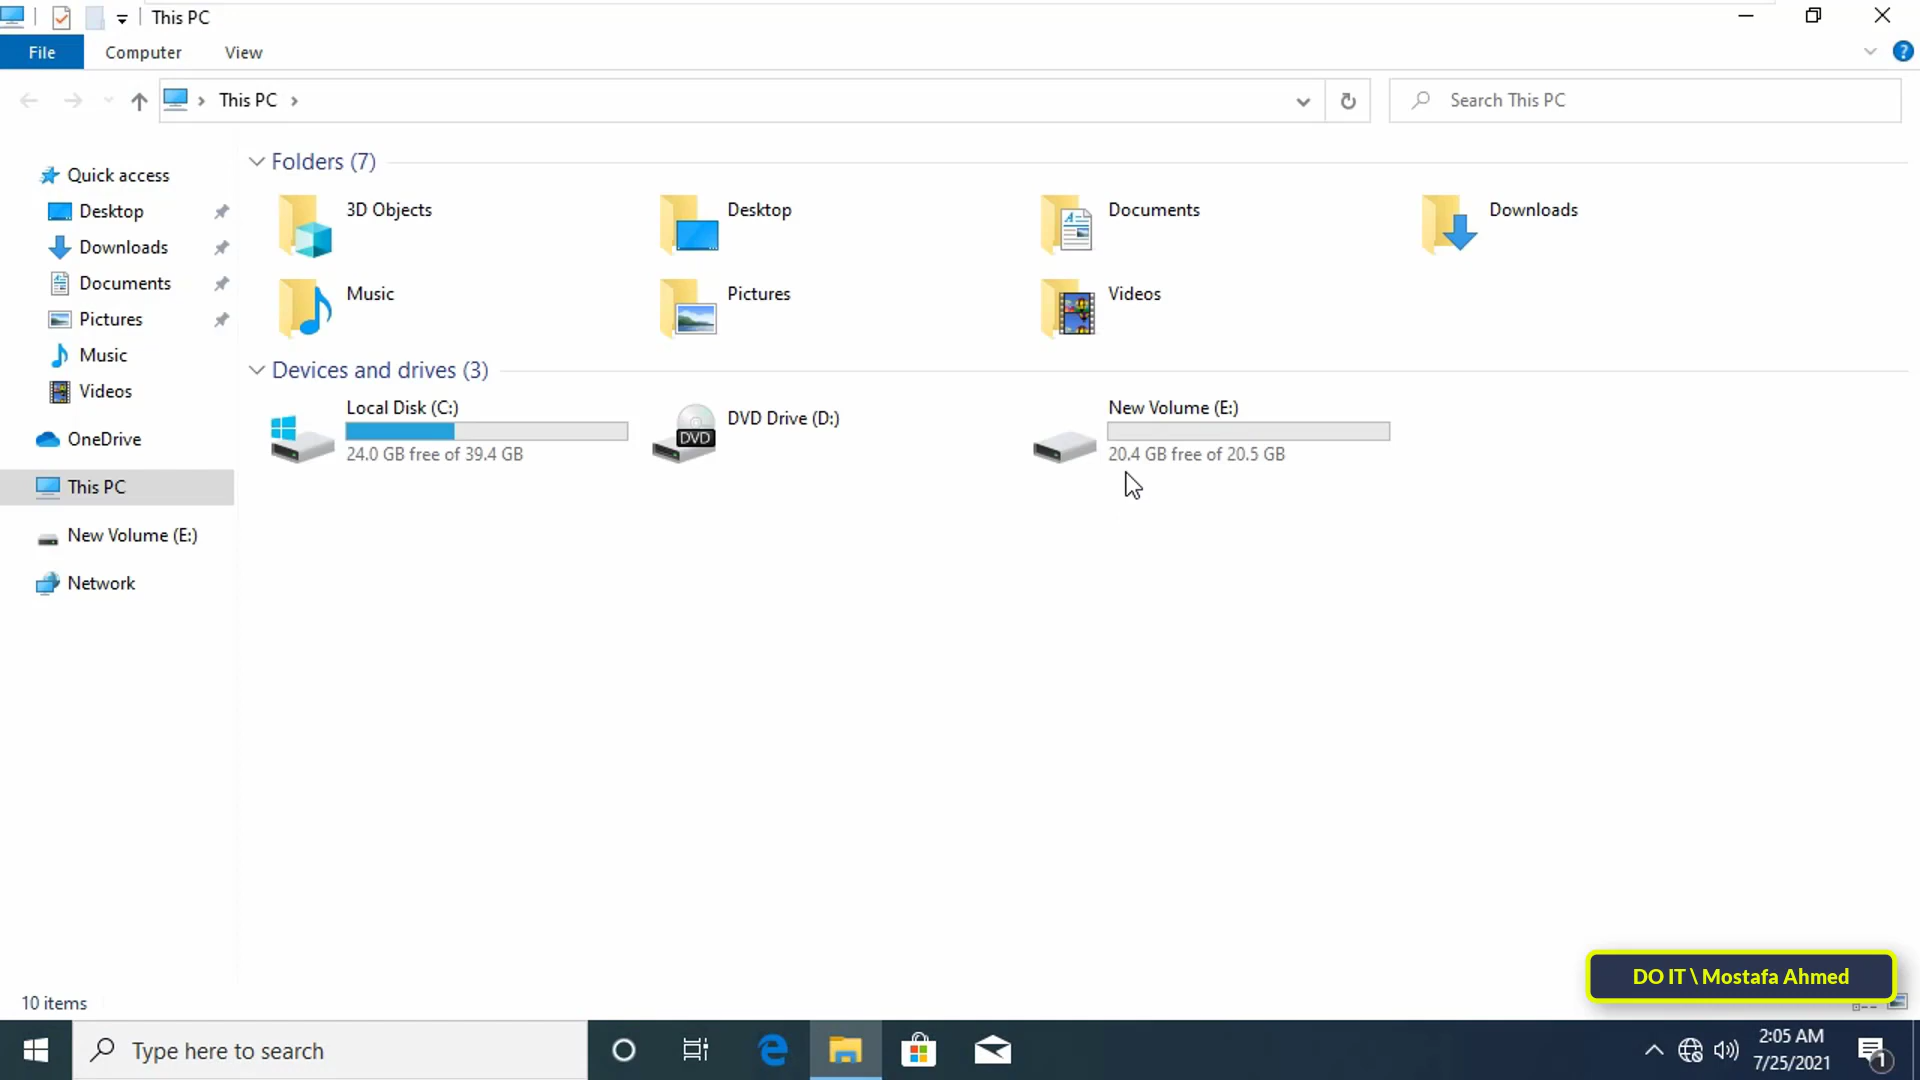 This PC
File
Computer
View
This PC
Search This PC
Quick access
Desktop
Downloads
Documents
Pictures
Music
Videos
OneDrive
This PC
New Volume (E:)
Network
Folders (7)
3D Objects
Desktop
Documents
Downloads
Music
Pictures
Videos
Devices and drives (3)
Local Disk (C:)
24.0 GB free of 39.4 GB
DVD
DVD Drive (D:)
New Volume (E:)
20.4 GB free of 20.5 GB
DO IT \ Mostafa Ahmed
10 items
Type here to search
2:05 AM
7/25/2021
1